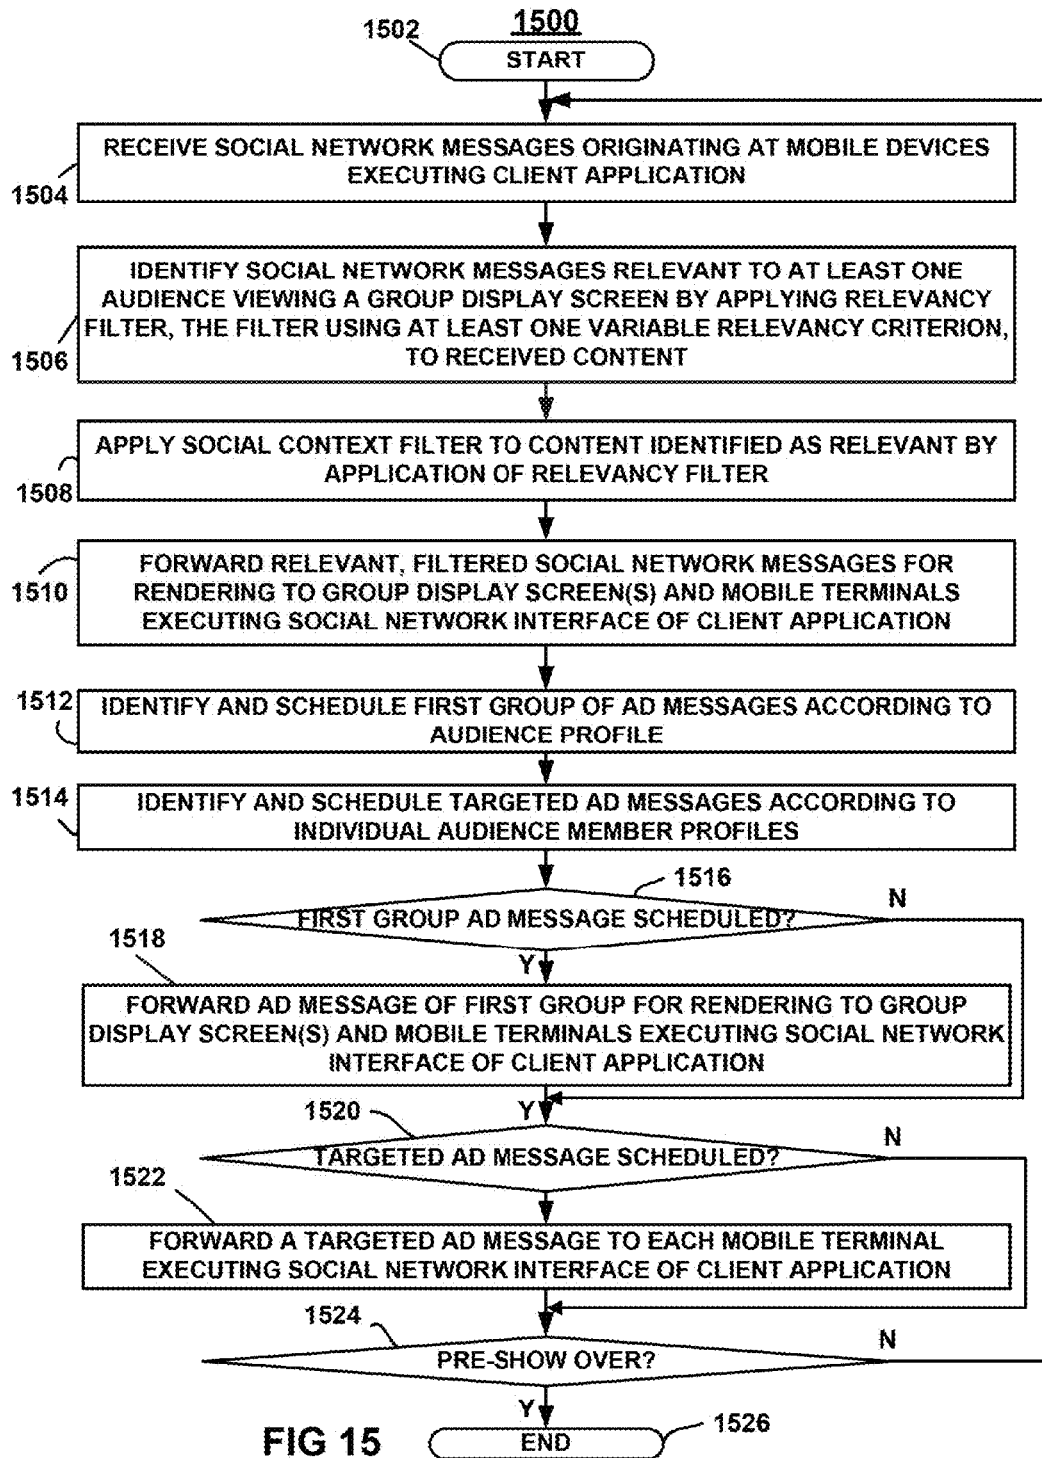 1500
1502
START
RECEIVE SOCIAL NETWORK MESSAGES ORIGINATING AT MOBILE DEVICES
EXECUTING CLIENT APPLICATION
1504
IDENTIFY SOCIAL NETWORK MESSAGES RELEVANT TO AT LEAST ONE
AUDIENCE VIEWING A GROUP DISPLAY SCREEN BY APPLYING RELEVANCY
FILTER, THE FILTER USING AT LEAST ONE VARIABLE RELEVANCY CRITERION,
TO RECEIVED CONTENT
1506
APPLY SOCIAL CONTEXT FILTER TO CONTENT IDENTIFIED AS RELEVANT BY
APPLICATION OF RELEVANCY FILTER
1508
FORWARD RELEVANT, FILTERED SOCIAL NETWORK MESSAGES FOR
RENDERING TO GROUP DISPLAY SCREEN(S) AND MOBILE TERMINALS
EXECUTING SOCIAL NETWORK INTERFACE OF CLIENT APPLICATION
1510
1512
IDENTIFY AND SCHEDULE FIRST GROUP OF AD MESSAGES ACCORDING TO
AUDIENCE PROFILE
1514
IDENTIFY AND SCHEDULE TARGETED AD MESSAGES ACCORDING TO
INDIVIDUAL AUDIENCE MEMBER PROFILES
1516
N
FIRST GROUP AD MESSAGE SCHEDULED?
1518
Y
FORWARD AD MESSAGE OF FIRST GROUP FOR RENDERING TO GROUP
DISPLAY SCREEN(S) AND MOBILE TERMINALS EXECUTING SOCIAL NETWORK
INTERFACE OF CLIENT APPLICATION
1520
Y
N
TARGETED AD MESSAGE SCHEDULED?
1522
FORWARD A TARGETED AD MESSAGE TO EACH MOBILE TERMINAL
EXECUTING SOCIAL NETWORK INTERFACE OF CLIENT APPLICATION
1524
N
PRE-SHOW OVER?
Y
1526
END
FIG 15